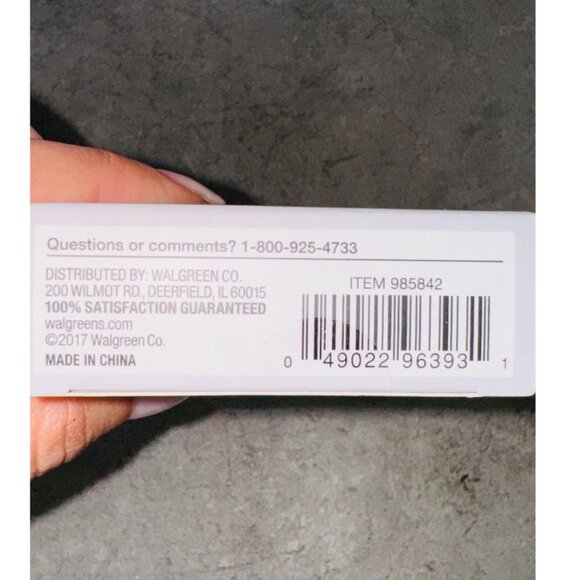 Questions or comments? 1-800-925-4733
DISTRIBUTED BY: WALGREEN CO.
200 WILMOT RD., DEERFIELD, IL 60015
100% SATISFACTION GUARANTEED
walgreens.com
©2017 Walgreen Co.
MADE IN CHINA
ITEM 985842
0 49022 96393 1